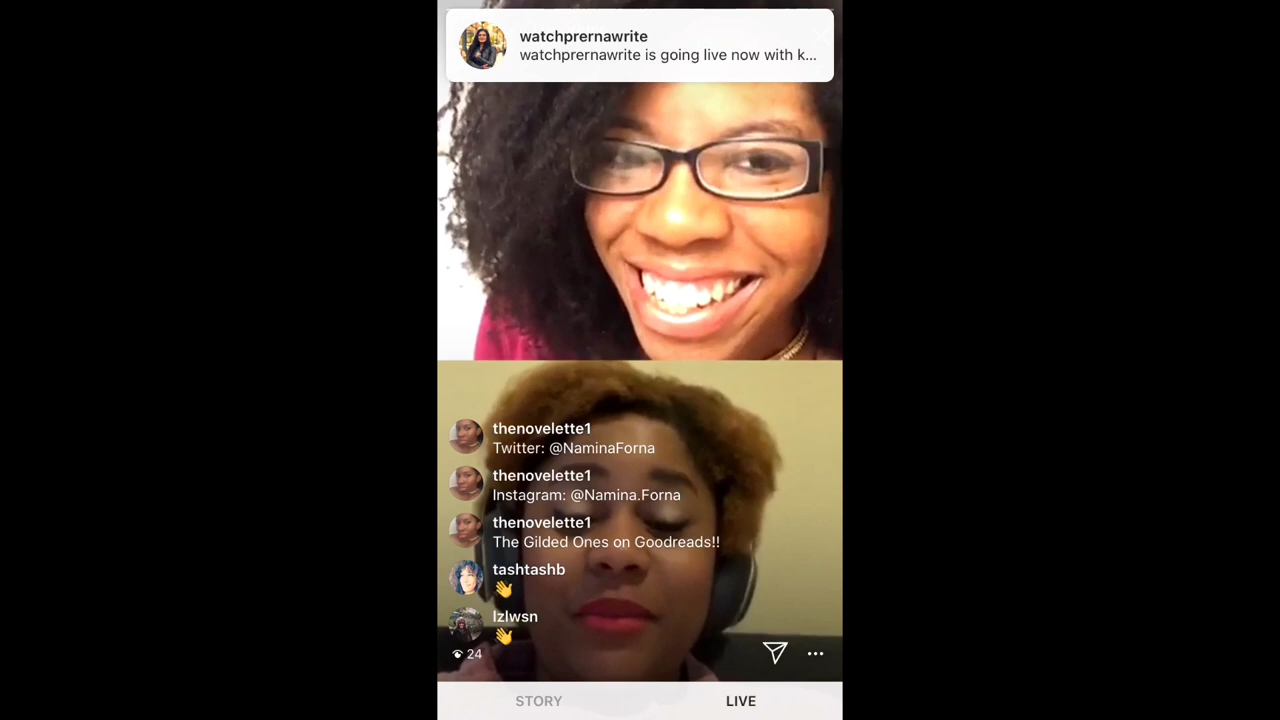 watchprernawrite
watchprernawrite is going live now with k...
thenovelette1
Twitter: @NaminaForna
thenovelette1
Instagram: @Namina.Forna
thenovelette1
The Gilded Ones on Goodreads!!
tashtashb
👋
lzlwsn
👋
24
STORY LIVE